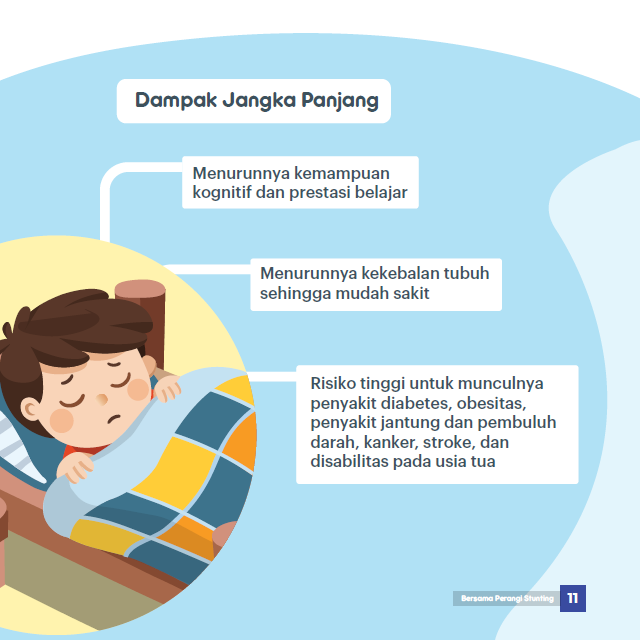 Dampak Jangka Panjang
Menurunnya kemampuan
kognitif dan prestasi belajar
Menurunnya kekebalan tubuh
sehingga mudah sakit
Risiko tinggi untuk munculnya
penyakit diabetes, obesitas,
penyakit jantung dan pembuluh
darah, kanker, stroke, dan
disabilitas pada usia tua
Bersama Perangi Stunting 11